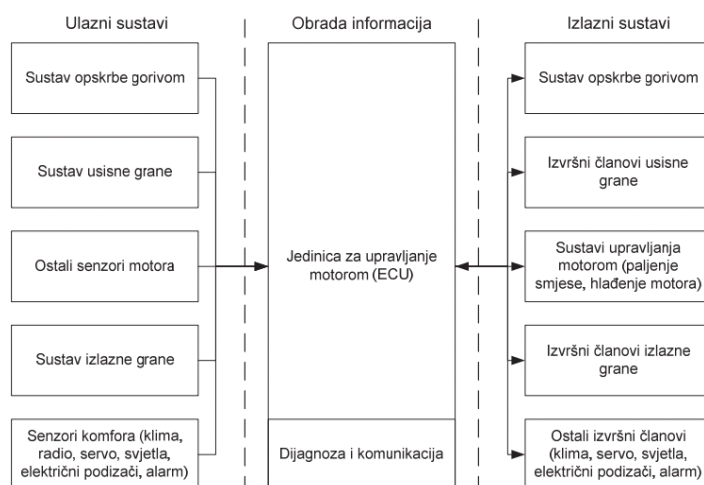 Ulazni sustavi
Obrada informacija
Izlazni sustavi
Sustav opskrbe gorivom
Sustav usisne grane
Ostali senzori motora
Sustav izlazne grane
Senzori komfora (klima,
radio, servo, svjetla,
električni podizači, alarm)
Jedinica za upravljanje
motorom (ECU)
Dijagnoza i komunikacija
Sustav opskrbe gorivom
Izvršni članovi usisne
grane
Sustavi upravljanja
motorom (paljenje
smjese, hlađenje motora)
Izvršni članovi izlazne
grane
Ostali izvršni članovi
(klima, servo, svjetla,
električni podizači, alarm)